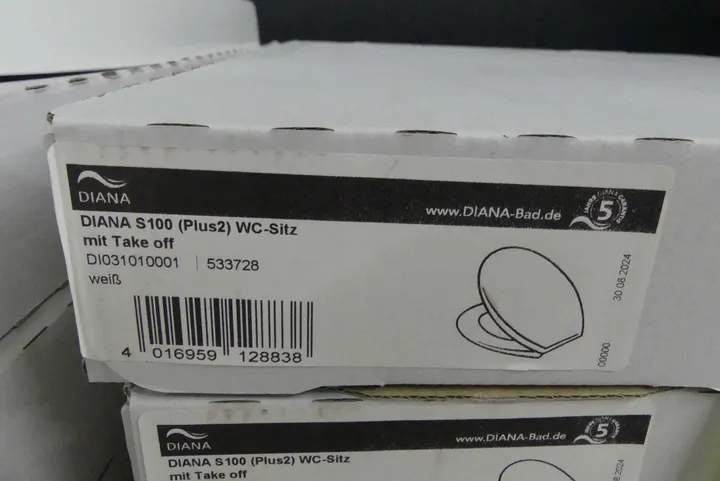 DIANA
www.DIANA-Bad.de
5
DIANA S100 (Plus2) WC-Sitz
mit Take off
DI031010001 | 533728
weiß
4 016959 128838
30.08.2024
00000
DIANA
www.DIANA-Bad.de
5
DIANA S100 (Plus2) WC-Sitz
mit Take off